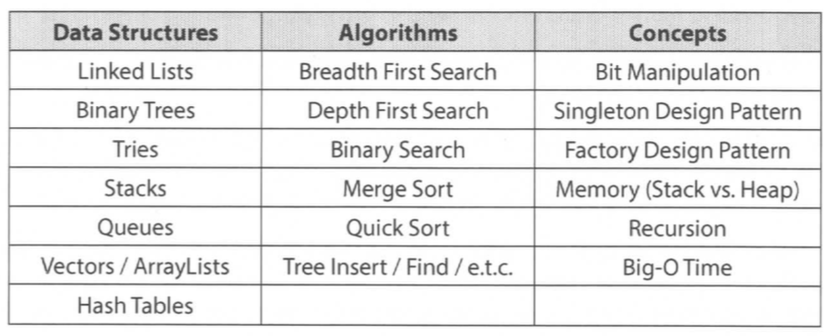 Data Structures Algorithms Concepts
Linked Lists Breadth First Search Bit Manipulation
Binary Trees Depth First Search Singleton Design Pattern
Tries Binary Search Factory Design Pattern
Stacks Merge Sort Memory (Stack vs. Heap)
Queues Quick Sort Recursion
Vectors / ArrayLists Tree Insert / Find / e.t.c. Big-O Time
Hash Tables